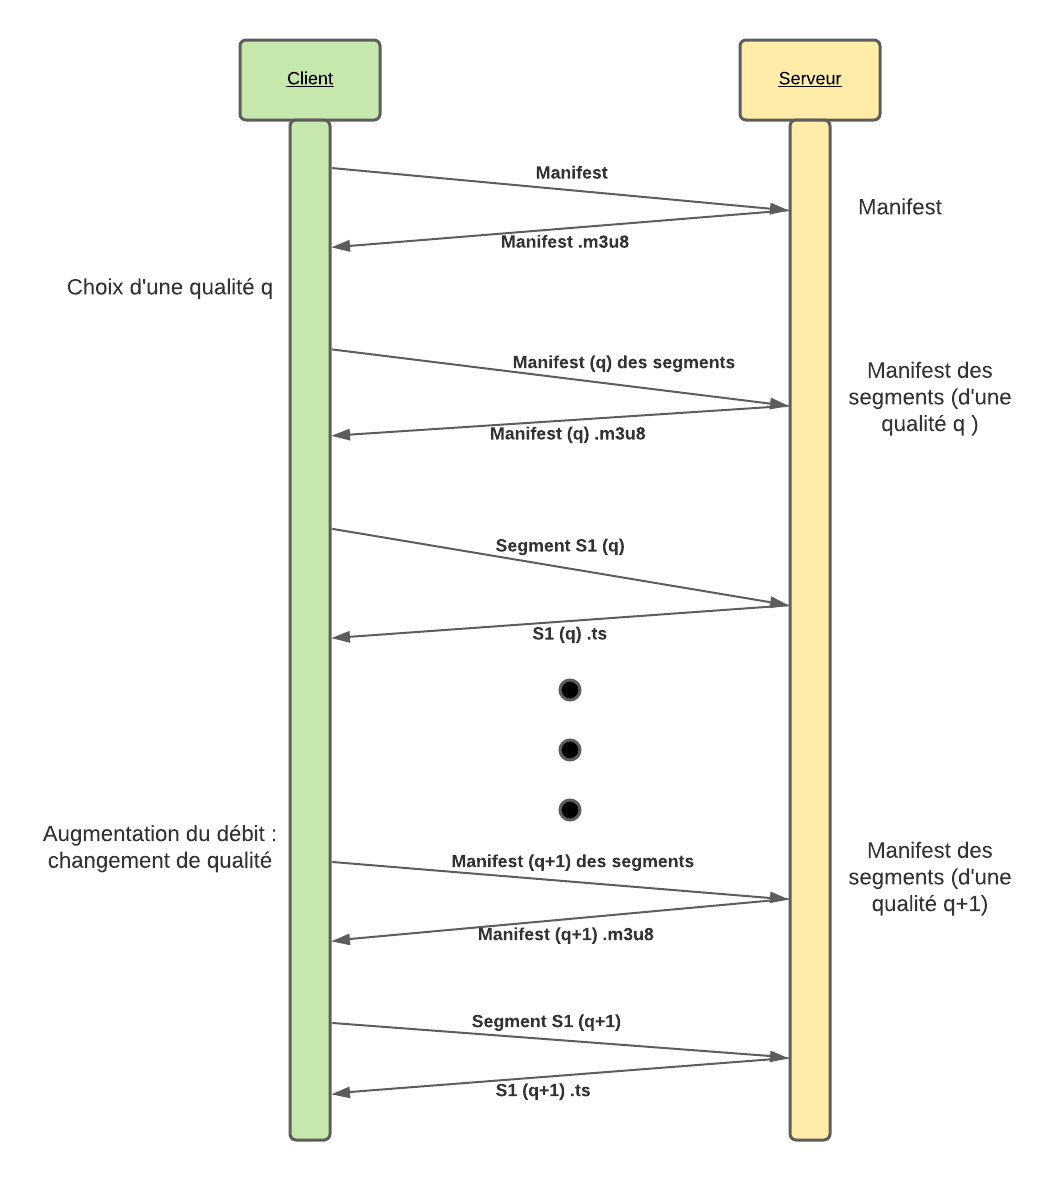 Client
Serveur
Manifest
Manifest
Manifest .m3u8
Choix d'une qualité q
Manifest (q) des segments
Manifest des
segments (d'une
qualité q )
Manifest (q) .m3u8
Segment S1 (q)
S1 (q) .ts
Augmentation du débit :
changement de qualité
Manifest (q+1) des segments
Manifest des
segments (d'une
qualité q+1)
Manifest (q+1) .m3u8
Segment S1 (q+1)
S1 (q+1) .ts